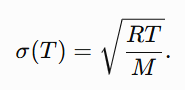 σ(T) = √(RT/M).